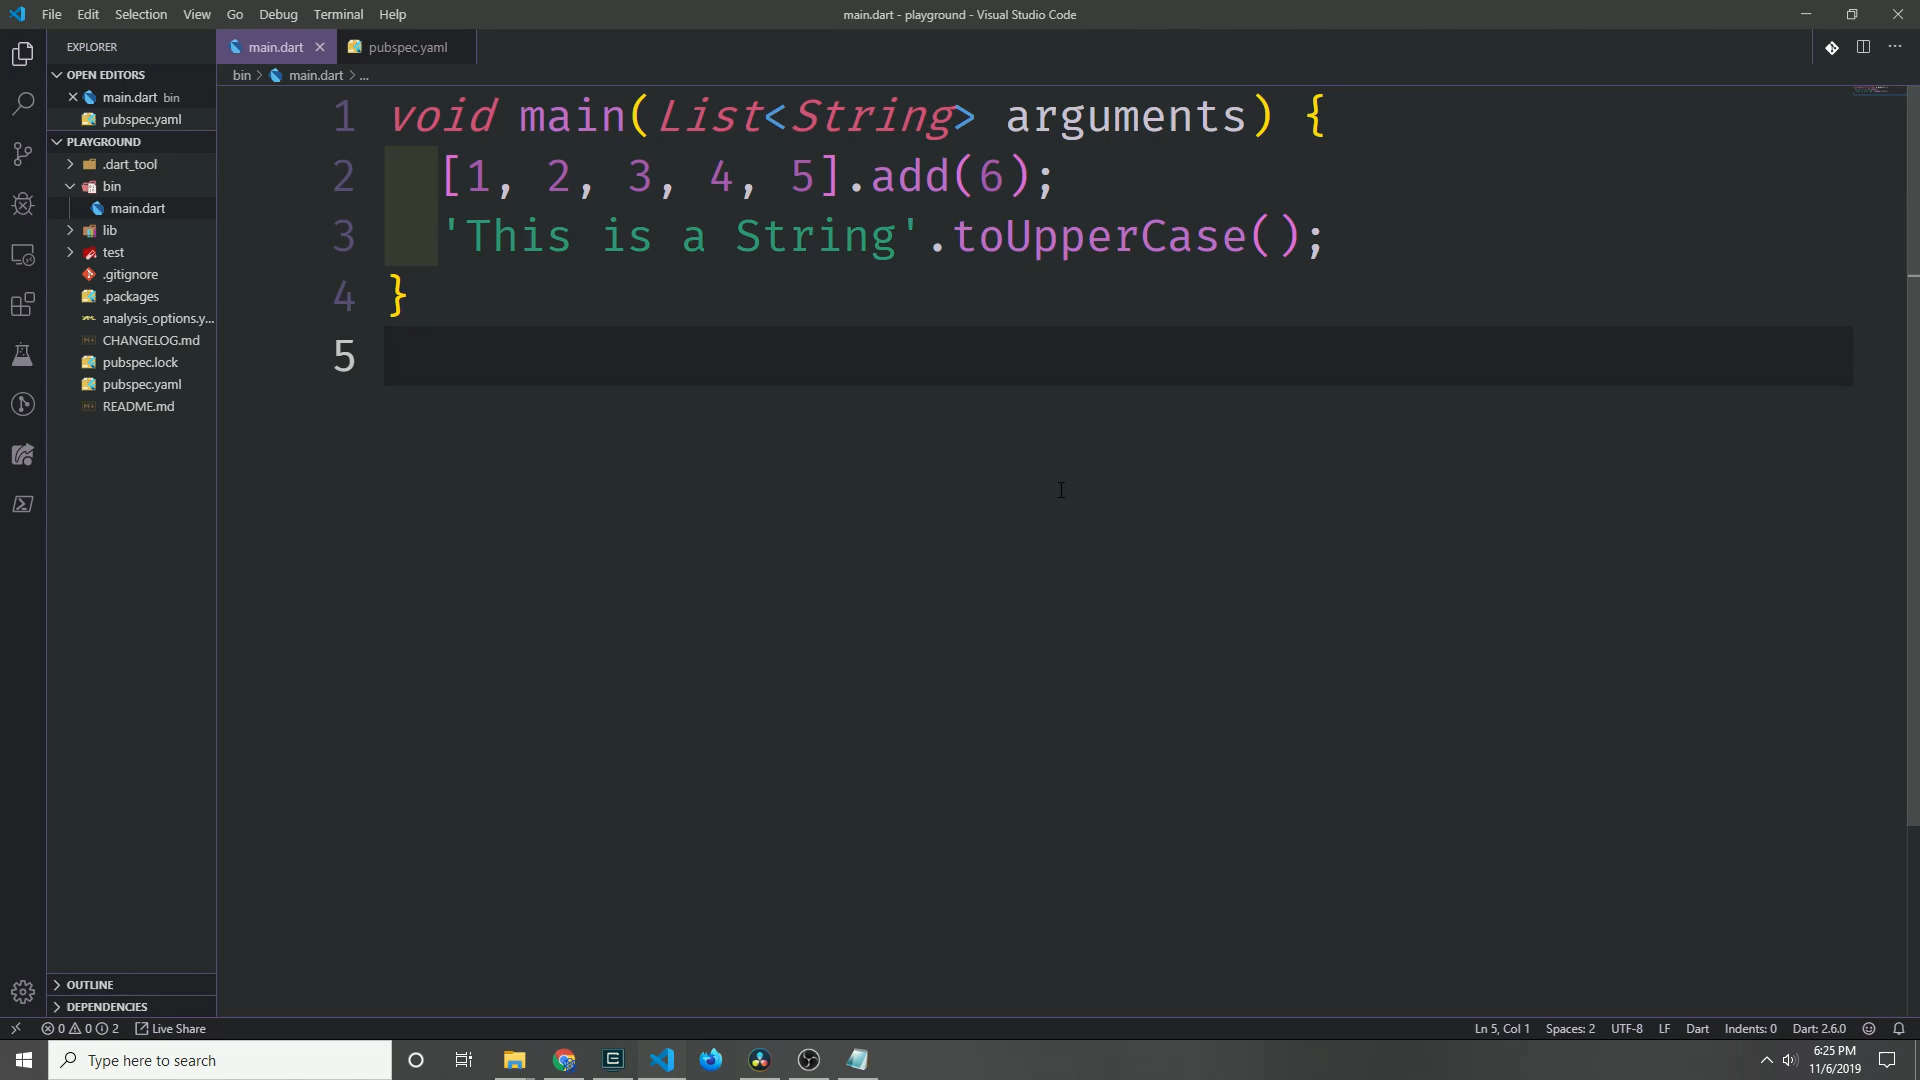 File Edit Selection View Go Debug Terminal Help
main.dart - playground - Visual Studio Code
EXPLORER
OPEN EDITORS
main.dart bin
pubspec.yaml
PLAYGROUND
.dart_tool
bin
main.dart
lib
test
.gitignore
.packages
analysis_options.y...
CHANGELOG.md
pubspec.lock
pubspec.yaml
README.md
OUTLINE
DEPENDENCIES
main.dart
pubspec.yaml
bin > main.dart > ...
1 void main(List<String> arguments) {
2 [1, 2, 3, 4, 5].add(6);
3 'This is a String'.toUpperCase();
4 }
5
0 0 2 Live Share
Ln 5, Col 1 Spaces: 2 UTF-8 LF Dart Indents: 0 Dart: 2.6.0
Type here to search
6:25 PM
11/6/2019